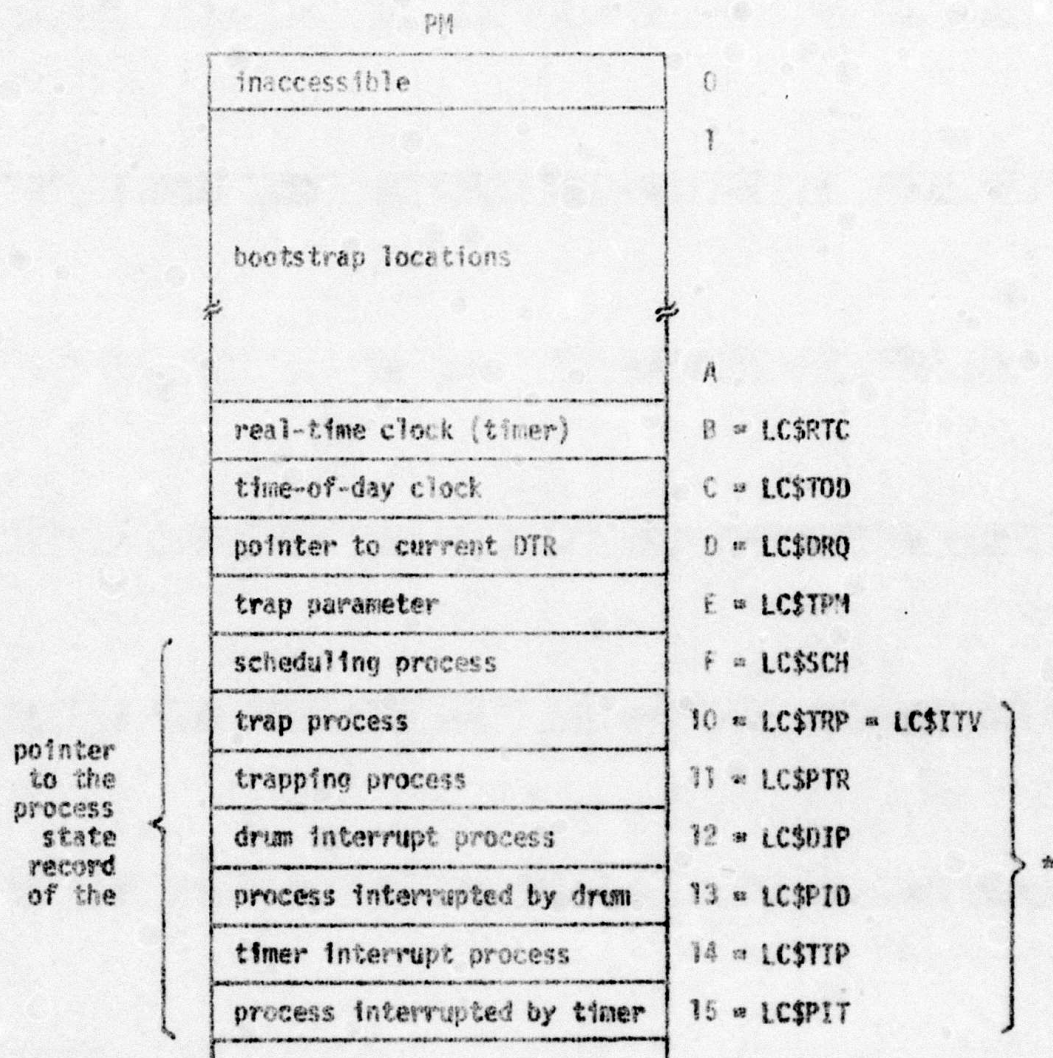 PM
inaccessible 0
1
bootstrap locations
A
real-time clock (timer) B = LC$RTC
time-of-day clock C = LC$TOD
pointer to current DTR D = LC$DRQ
trap parameter E = LC$TPM
scheduling process F = LC$SCH
trap process 10 = LC$TRP = LC$ITV
trapping process 11 = LC$PTR
drum interrupt process 12 = LC$DIP
process interrupted by drum 13 = LC$PID
timer interrupt process 14 = LC$TIP
process interrupted by timer 15 = LC$PIT
pointer
to the
process
state
record
of the
*